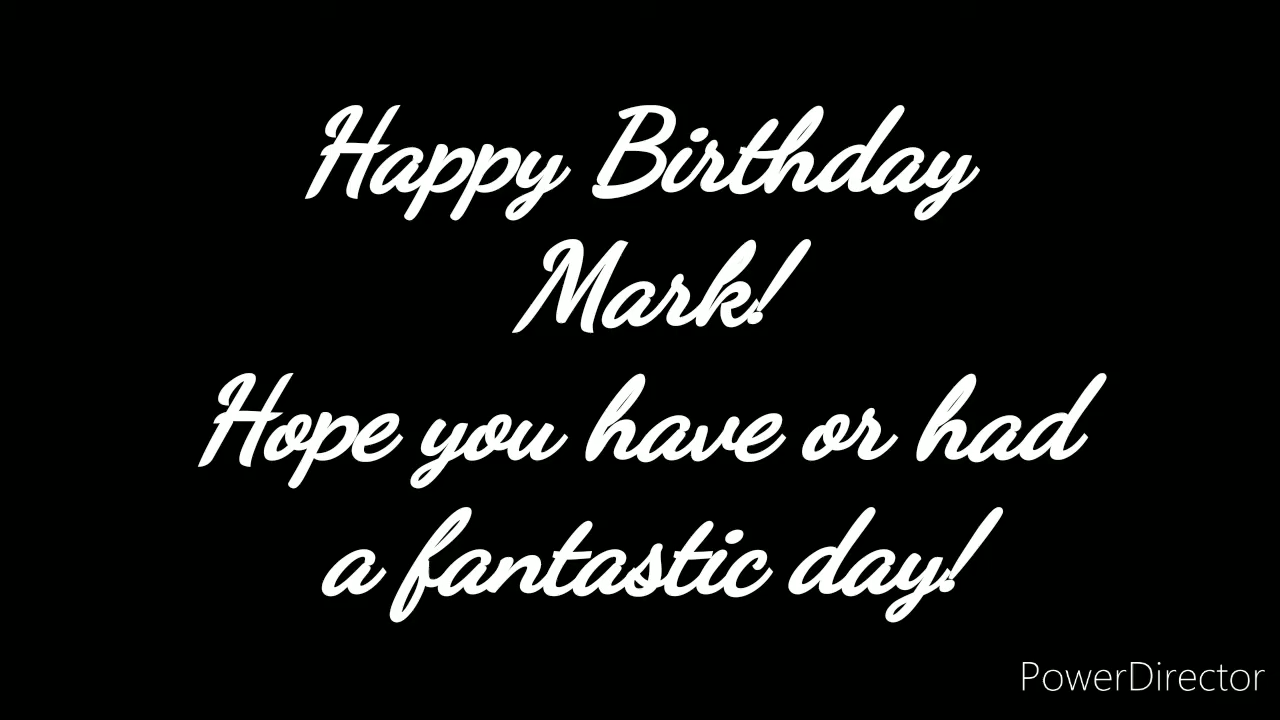 Happy Birthday
Mark!
Hope you have or had
a fantastic day!
PowerDirector